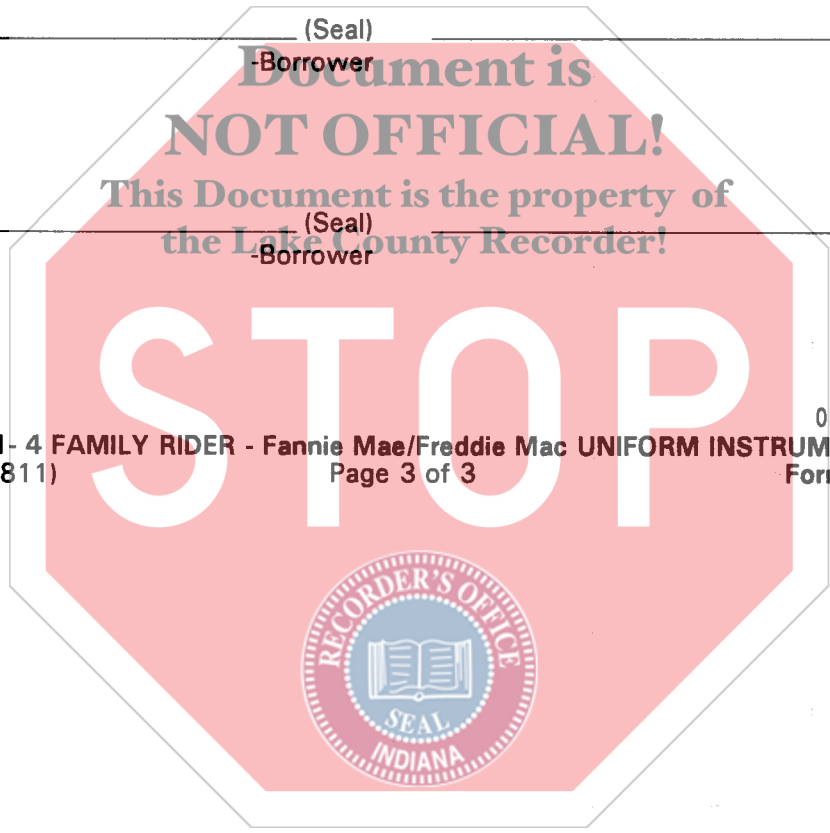 (Seal)
-Borrower
Document is
NOT OFFICIAL!
This Document is the property of
the Lake County Recorder!
(Seal)
-Borrower
STOP
- 4 FAMILY RIDER - Fannie Mae/Freddie Mac UNIFORM INSTRUM
811) Page 3 of 3 For
0
RECORDER'S OFFICE
SEAL
INDIANA